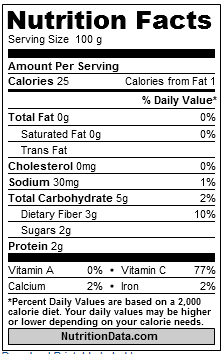 Nutrition Facts
Serving Size 100 g
Amount Per Serving
Calories 25 Calories from Fat 1
% Daily Value*
Total Fat 0g 0%
Saturated Fat 0g 0%
Trans Fat
Cholesterol 0mg 0%
Sodium 30mg 1%
Total Carbohydrate 5g 2%
Dietary Fiber 3g 10%
Sugars 2g
Protein 2g
Vitamin A 0% • Vitamin C 77%
Calcium 2% • Iron 2%
*Percent Daily Values are based on a 2,000
calorie diet. Your daily values may be higher
or lower depending on your calorie needs.
NutritionData.com